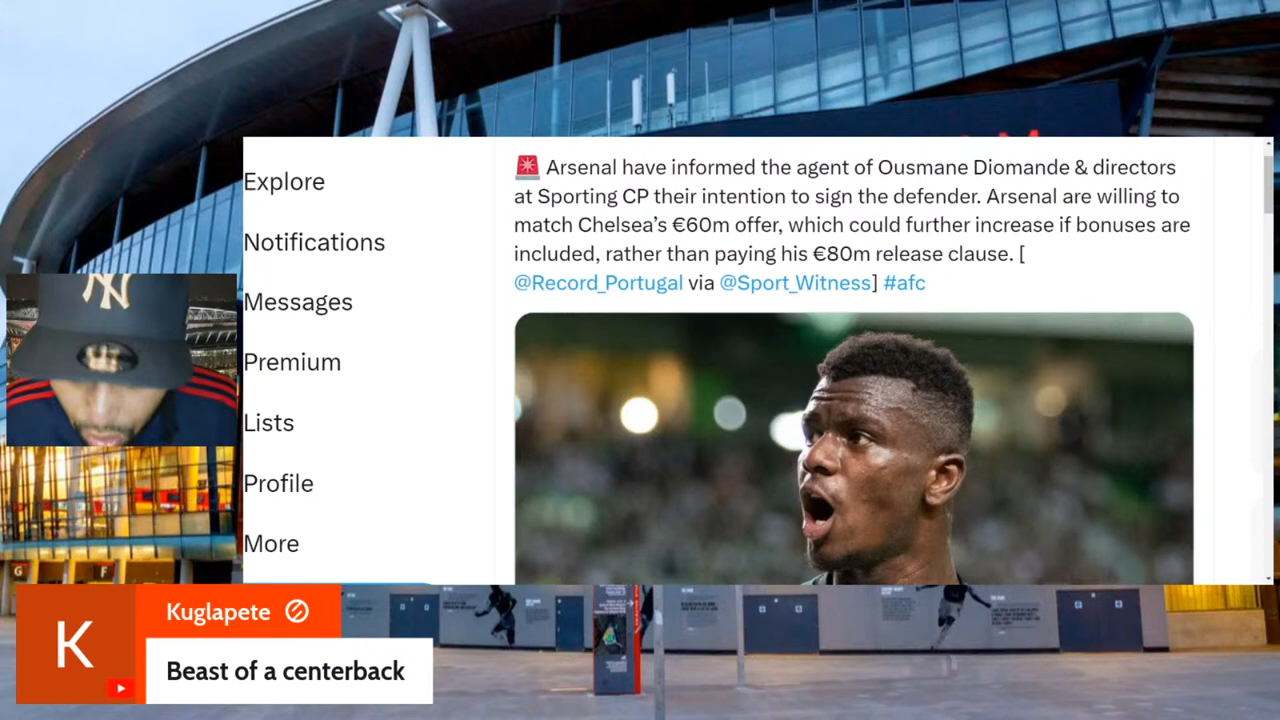 🚨 Arsenal have informed the agent of Ousmane Diomande & directors
at Sporting CP their intention to sign the defender. Arsenal are willing to
match Chelsea’s €60m offer, which could further increase if bonuses are
included, rather than paying his €80m release clause. [
@Record_Portugal via @Sport_Witness] #afc
Explore
Notifications
Messages
Premium
Lists
Profile
More
NY
G
F
K
Kuglapete
Beast of a centerback